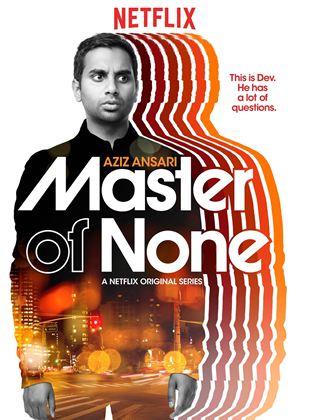 NETFLIX
This is Dev.
He has
a lot of
questions.
AZIZ ANSARI
Master
of None
A NETFLIX ORIGINAL SERIES